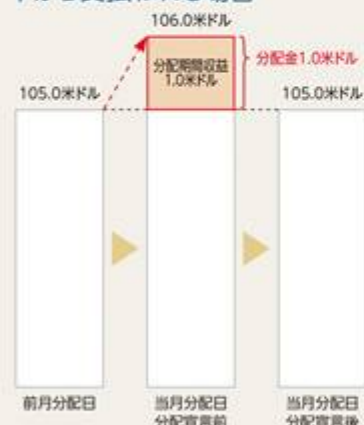 106.0米ドル
分配期間収益
1.0米ドル
分配金1.0米ドル
105.0米ドル
105.0米ドル
前月分配日
当月分配日
分配宣言前
当月分配日
分配宣言後